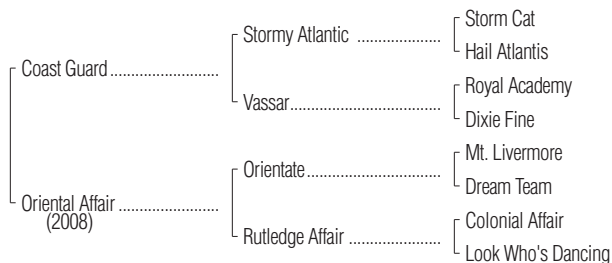 Storm Cat
Stormy Atlantic ....................
Hail Atlantis
Coast Guard..........................
Royal Academy
Vassar.....................................
Dixie Fine
Mt. Livermore
Orientate.................................
Dream Team
Oriental Affair ........................
(2008)
Colonial Affair
Rutledge Affair .......................
Look Who's Dancing